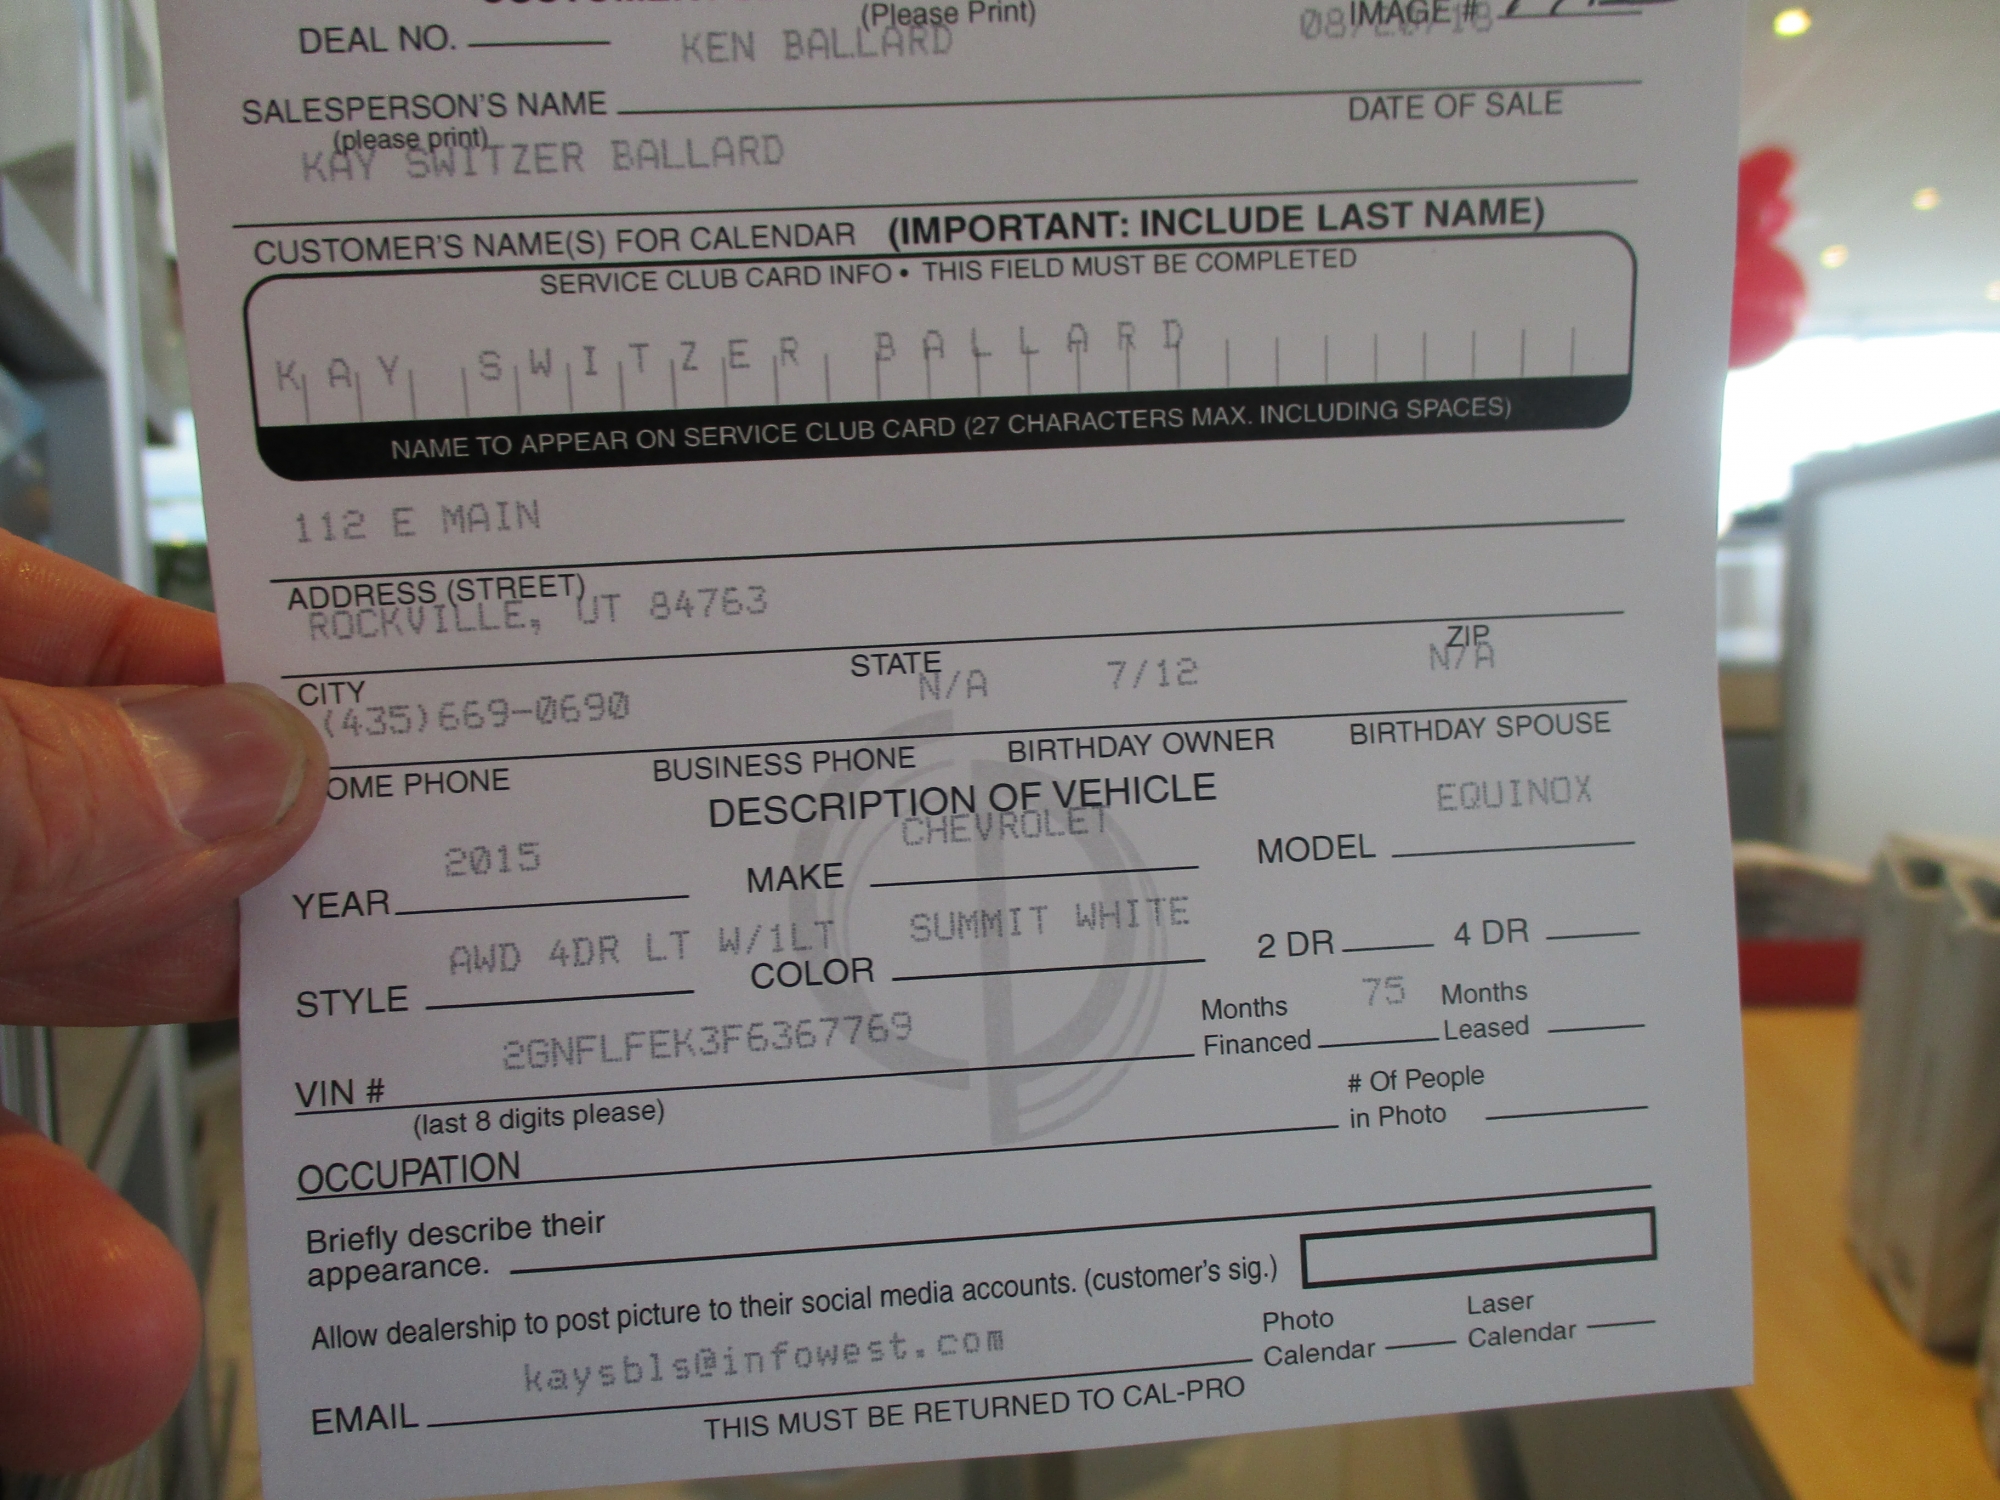 (Please Print)
IMAGE #
DEAL NO. KEN BALLARD
SALESPERSON'S NAME
DATE OF SALE
(please print)
KAY SWITZER BALLARD
CUSTOMER'S NAME(S) FOR CALENDAR (IMPORTANT: INCLUDE LAST NAME)
SERVICE CLUB CARD INFO • THIS FIELD MUST BE COMPLETED
KAY SWITZER BALLARD
NAME TO APPEAR ON SERVICE CLUB CARD (27 CHARACTERS MAX. INCLUDING SPACES)
112 E MAIN
ADDRESS (STREET)
ROCKVILLE, UT 84763
CITY STATE ZIP
(435)669-0690 N/A 7/12 N/A
OME PHONE BUSINESS PHONE BIRTHDAY OWNER BIRTHDAY SPOUSE
DESCRIPTION OF VEHICLE
2015 CHEVROLET EQUINOX
YEAR MAKE MODEL
AWD 4DR LT W/1LT SUMMIT WHITE
STYLE COLOR 2 DR 4 DR
2GNFLFEK3F6367769 75
VIN # Months Financed Months Leased
(last 8 digits please)
# Of People in Photo
OCCUPATION
Briefly describe their
appearance.
Allow dealership to post picture to their social media accounts. (customer's sig.)
kaysbls@infowest.com
EMAIL Photo Calendar Laser Calendar
THIS MUST BE RETURNED TO CAL-PRO